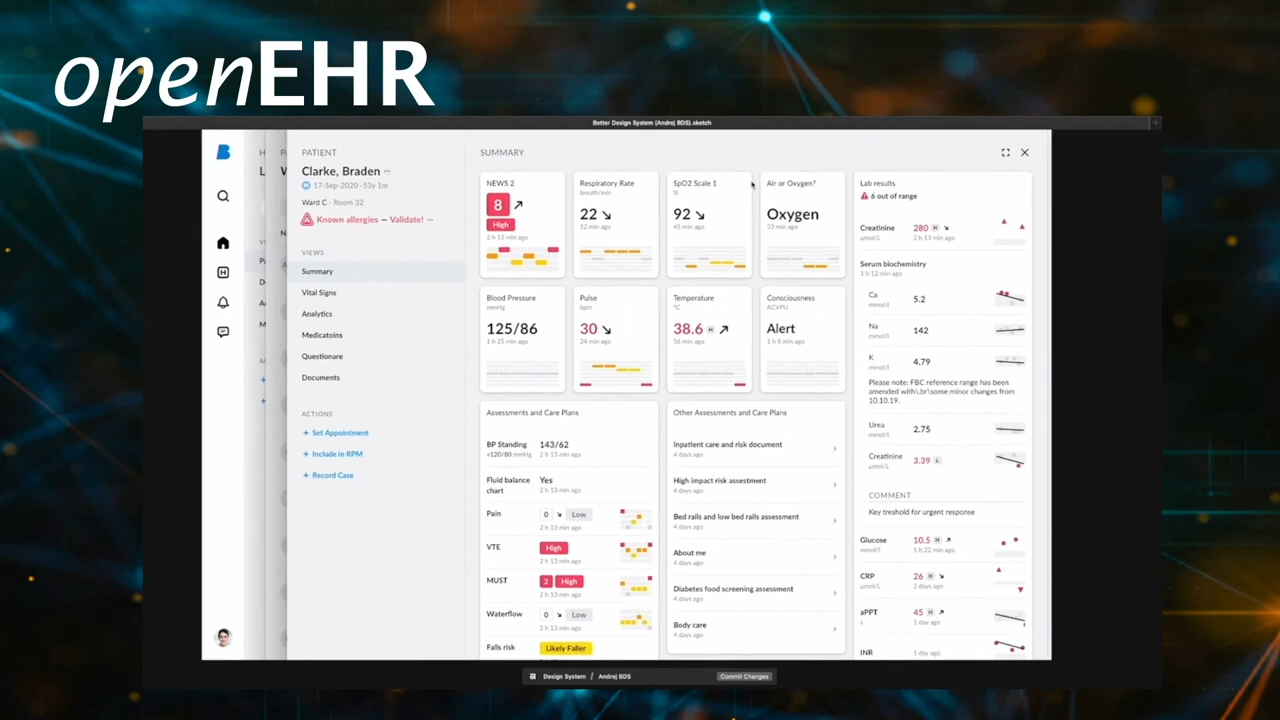 openEHR
Better Design System (Andrej BDS).sketch
PATIENT
Clarke, Braden ···
17-Sep-2020 · 53y 1m
Ward C · Room 32
Known allergies — Validate! ···
VIEWS
Summary
Vital Signs
Analytics
Medicatoins
Questionare
Documents
ACTIONS
+ Set Appointment
+ Include in RPM
+ Record Case
SUMMARY
NEWS 2
8
High
2 h 13 min ago
Respiratory Rate
breath/min
22
12 min ago
SpO2 Scale 1
%
92
45 min ago
Air or Oxygen?
Oxygen
33 min ago
Blood Pressure
mmHg
125/86
1 h 25 min ago
Pulse
bpm
30
24 min ago
Temperature
°C
38.6 H
56 min ago
Consciousness
ACVPU
Alert
1 h 8 min ago
Assessments and Care Plans
BP Standing 143/62
<120/80 mmHg 2 h 13 min ago
Fluid balance chart Yes
2 h 13 min ago
Pain 0 Low
2 h 13 min ago
VTE High
2 h 13 min ago
MUST 2 High
2 h 13 min ago
Waterflow 0 Low
2 h 13 min ago
Falls risk Likely Faller
Other Assessments and Care Plans
Inpatient care and risk document
4 days ago
High impact risk assestment
4 days ago
Bed rails and low bed rails assessment
4 days ago
About me
4 days ago
Diabetes food screening assessment
4 days ago
Body care
4 days ago
Lab results
6 out of range
Creatinine 280 H
µmol/L 2 h 13 min ago
Serum biochemistry
1 h 12 min ago
Ca 5.2
mmol/l
Na 142
mmol/l
K 4.79
mmol/l
Please note: FBC reference range has been
amended with\.br\some minor changes from
10.10.19.
Urea 2.75
mmol/l
Creatinine 3.39 L
µmol/L
COMMENT
Key treshold for urgent response
Glucose 10.5 H
mmol/l 1 h 22 min ago
CRP 26 H
µmol/L 2 days ago
aPPT 45 H
s 1 day ago
INR 1 day ago
Design System / Andrej BDS
Commit Changes